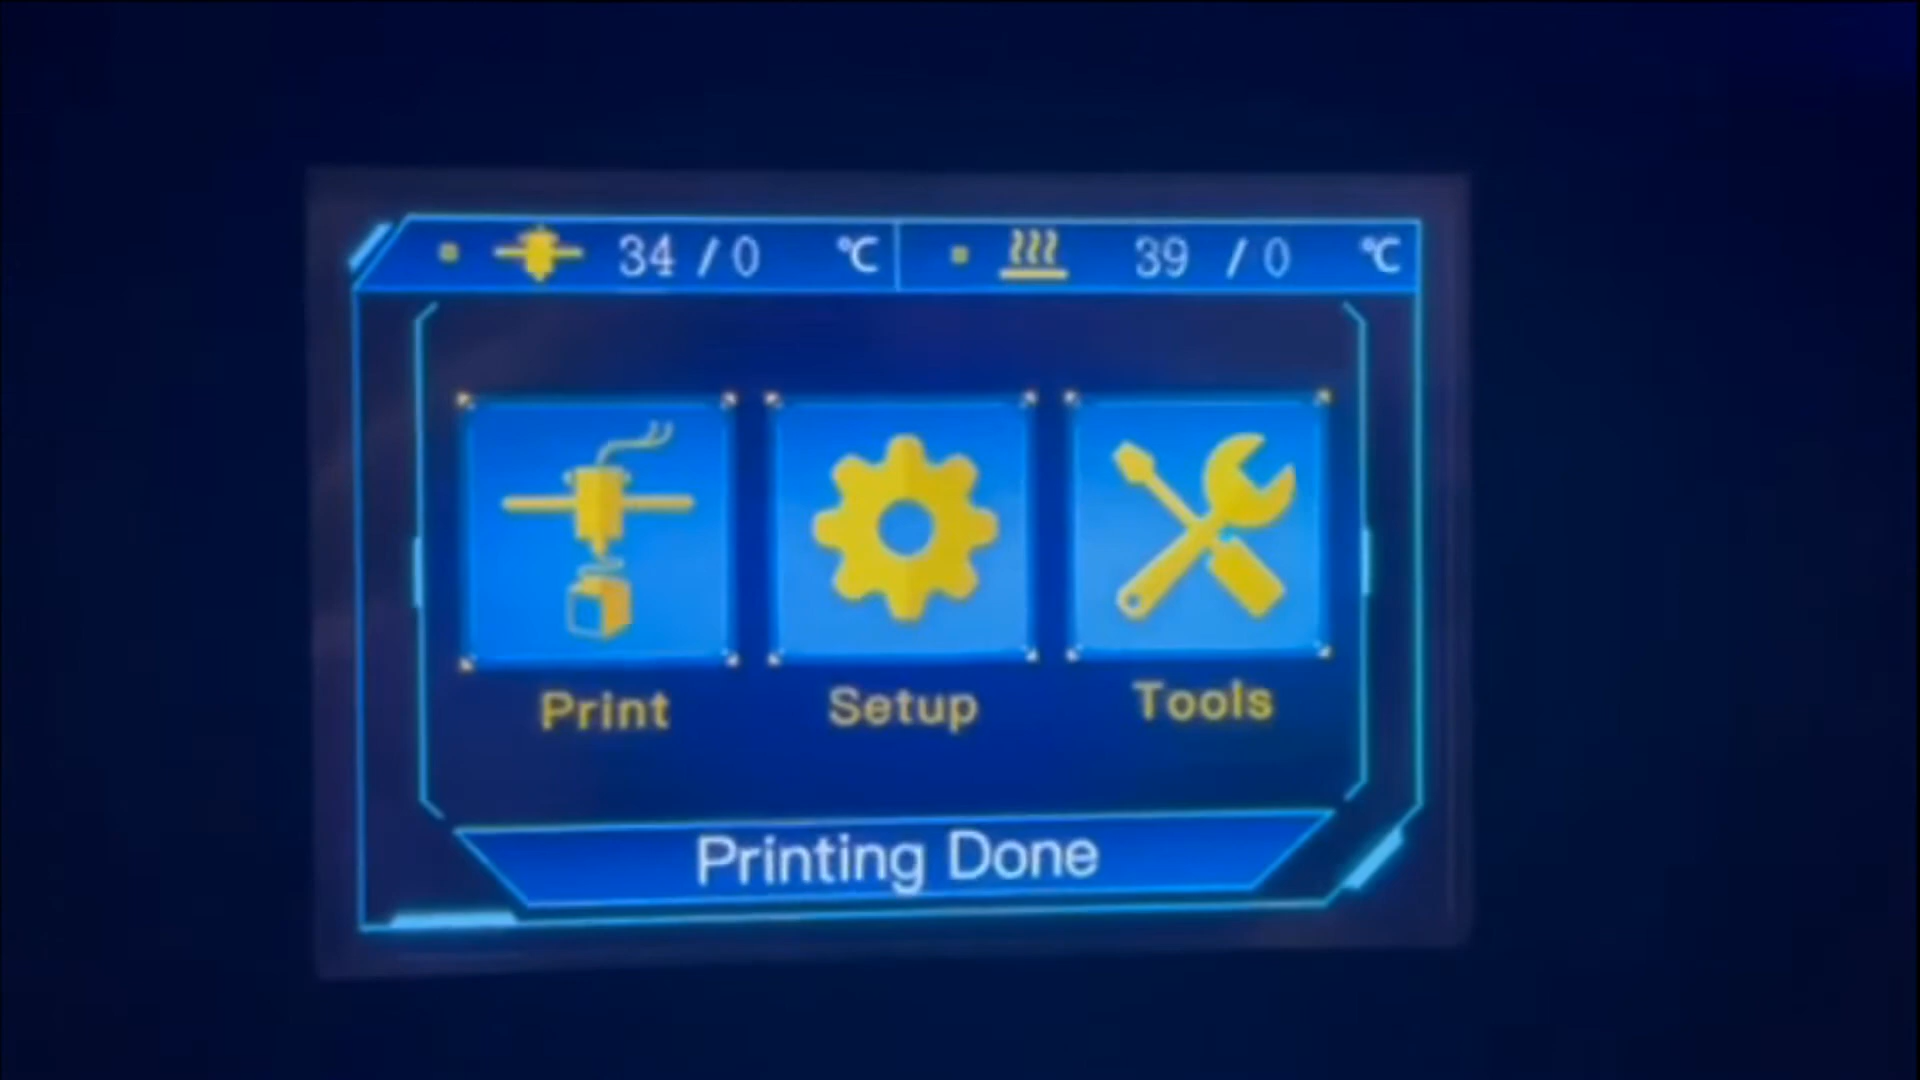 34 / 0 ℃ 39 / 0 ℃
Print Setup Tools
Printing Done